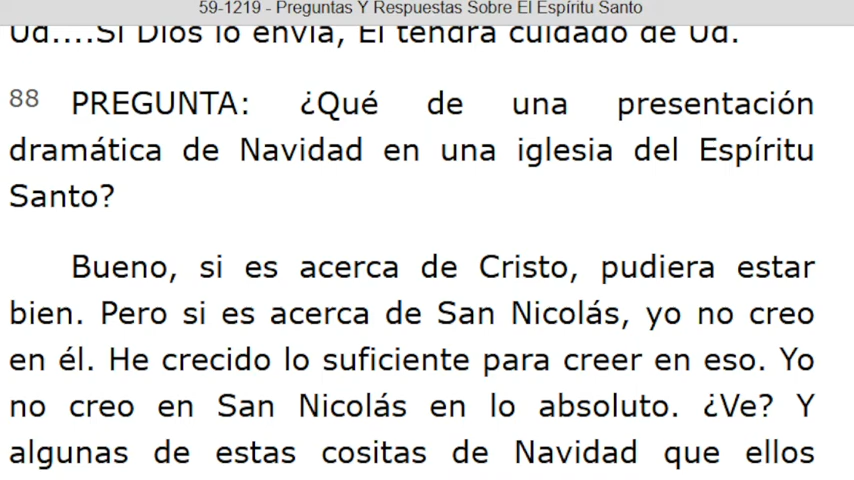 59-1219 - Preguntas Y Respuestas Sobre El Espíritu Santo
Ud....Si Dios lo envía, El tendrá cuidado de Ud.
88 PREGUNTA: ¿Qué de una presentación
dramática de Navidad en una iglesia del Espíritu
Santo?
Bueno, si es acerca de Cristo, pudiera estar
bien. Pero si es acerca de San Nicolás, yo no creo
en él. He crecido lo suficiente para creer en eso. Yo
no creo en San Nicolás en lo absoluto. ¿Ve? Y
algunas de estas cositas de Navidad que ellos